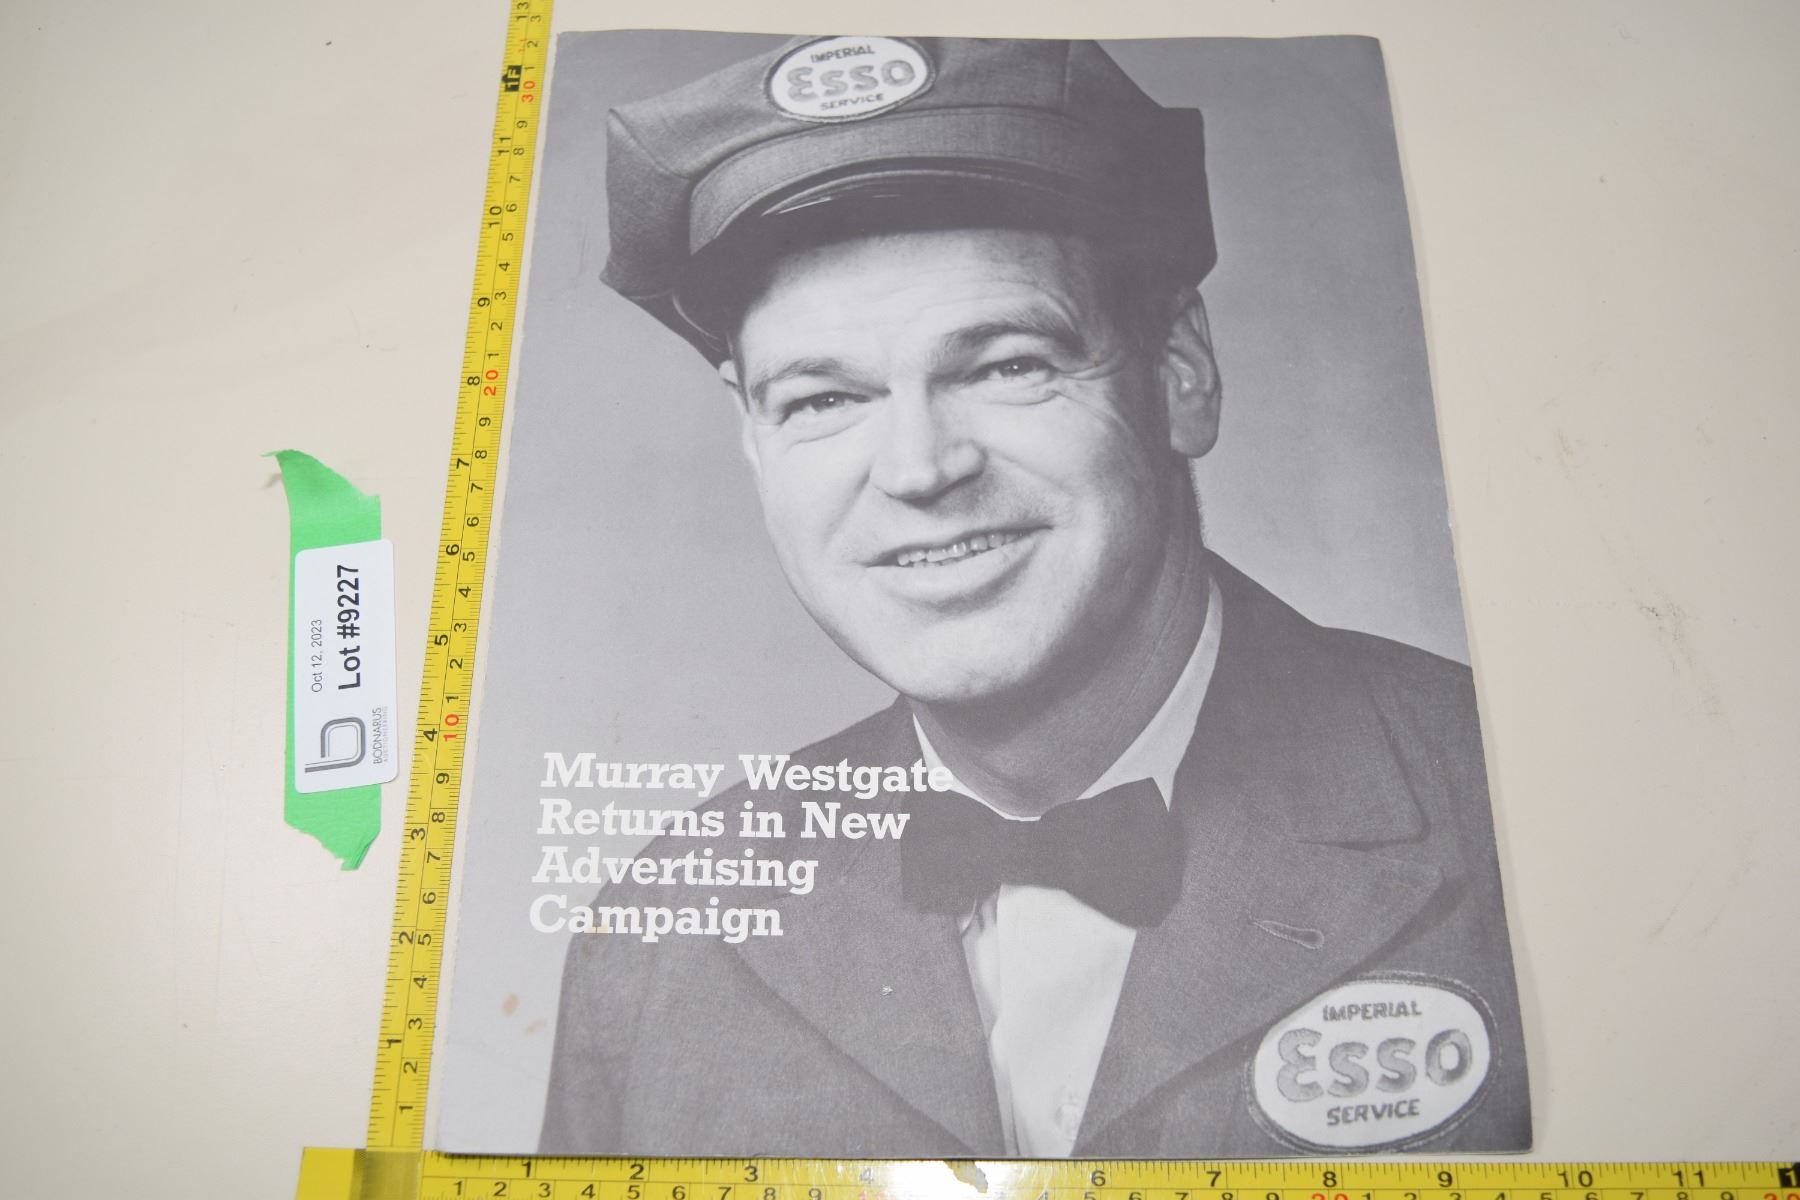 IMPERIAL
ESSO
SERVICE
Murray Westgate
Returns in New
Advertising
Campaign
IMPERIAL
ESSO
SERVICE
Oct 12, 2023
Lot #9227
BODNARUS
AUCTIONEERING